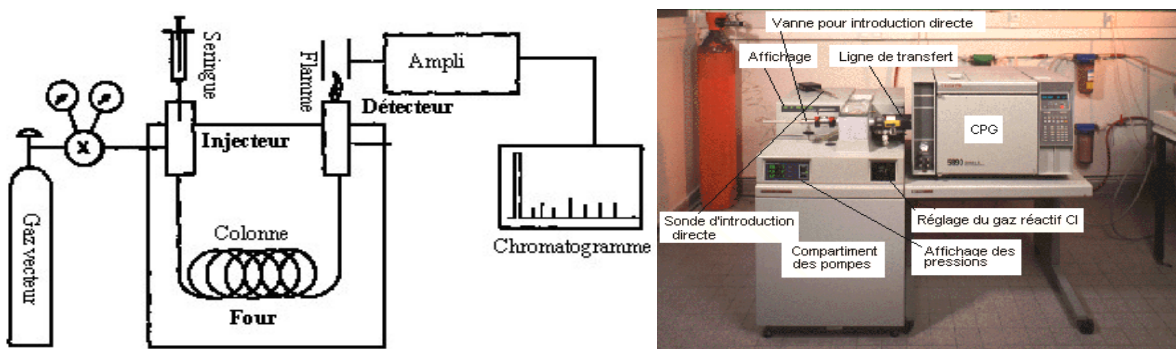 Seringue
Flamme
Ampli
Détecteur
Injecteur
X
Gaz vecteur
Colonne
Four
Chromatogramme
Vanne pour introduction directe
Affichage
Ligne de transfert
CPG
5890
Sonde d'introduction
directe
Réglage du gaz réactif CI
Compartiment
des pompes
Affichage des
pressions